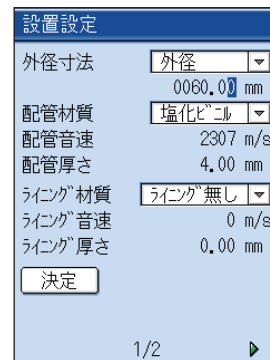 設置設定
外径寸法 外径
0060.00 mm
配管材質 塩化ﾋﾞﾆﾙ
配管音速 2307 m/s
配管厚さ 4.00 mm
ﾗｲﾆﾝｸﾞ材質 ﾗｲﾆﾝｸﾞ無し
ﾗｲﾆﾝｸﾞ音速 0 m/s
ﾗｲﾆﾝｸﾞ厚さ 0.00 mm
決定
1/2